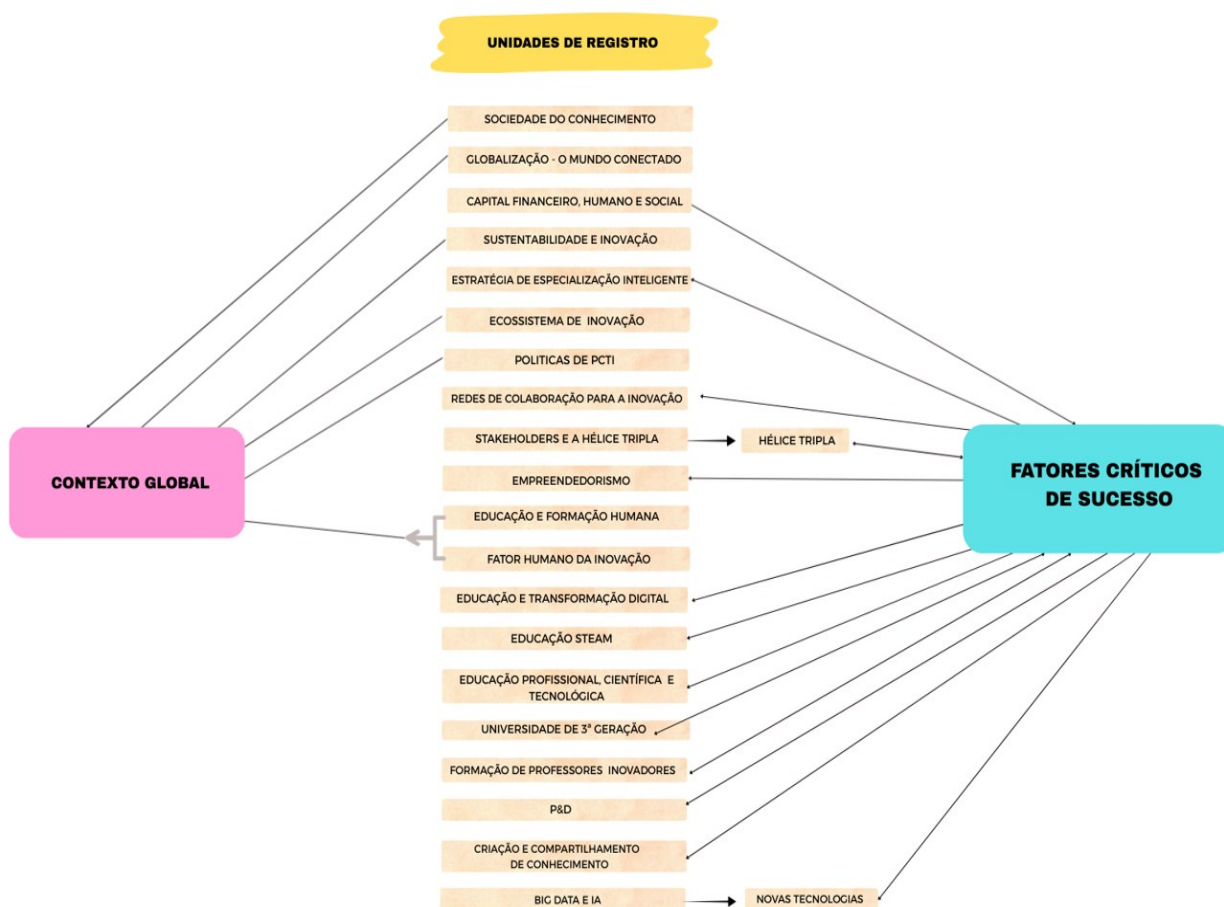 UNIDADES DE REGISTRO
SOCIEDADE DO CONHECIMENTO
GLOBALIZAÇÃO - O MUNDO CONECTADO
CAPITAL FINANCEIRO, HUMANO E SOCIAL
SUSTENTABILIDADE E INOVAÇÃO
ESTRATÉGIA DE ESPECIALIZAÇÃO INTELIGENTE
ECOSSISTEMA DE INOVAÇÃO
POLITICAS DE PCTI
REDES DE COLABORAÇÃO PARA A INOVAÇÃO
STAKEHOLDERS E A HÉLICE TRIPLA
HÉLICE TRIPLA
EMPREENDEDORISMO
EDUCAÇÃO E FORMAÇÃO HUMANA
FATOR HUMANO DA INOVAÇÃO
EDUCAÇÃO E TRANSFORMAÇÃO DIGITAL
EDUCAÇÃO STEAM
EDUCAÇÃO PROFISSIONAL, CIENTÍFICA E
TECNOLÓGICA
UNIVERSIDADE DE 3ª GERAÇÃO
FORMAÇÃO DE PROFESSORES INOVADORES
P&D
CRIAÇÃO E COMPARTILHAMENTO
DE CONHECIMENTO
BIG DATA E IA
NOVAS TECNOLOGIAS
CONTEXTO GLOBAL
FATORES CRÍTICOS
DE SUCESSO